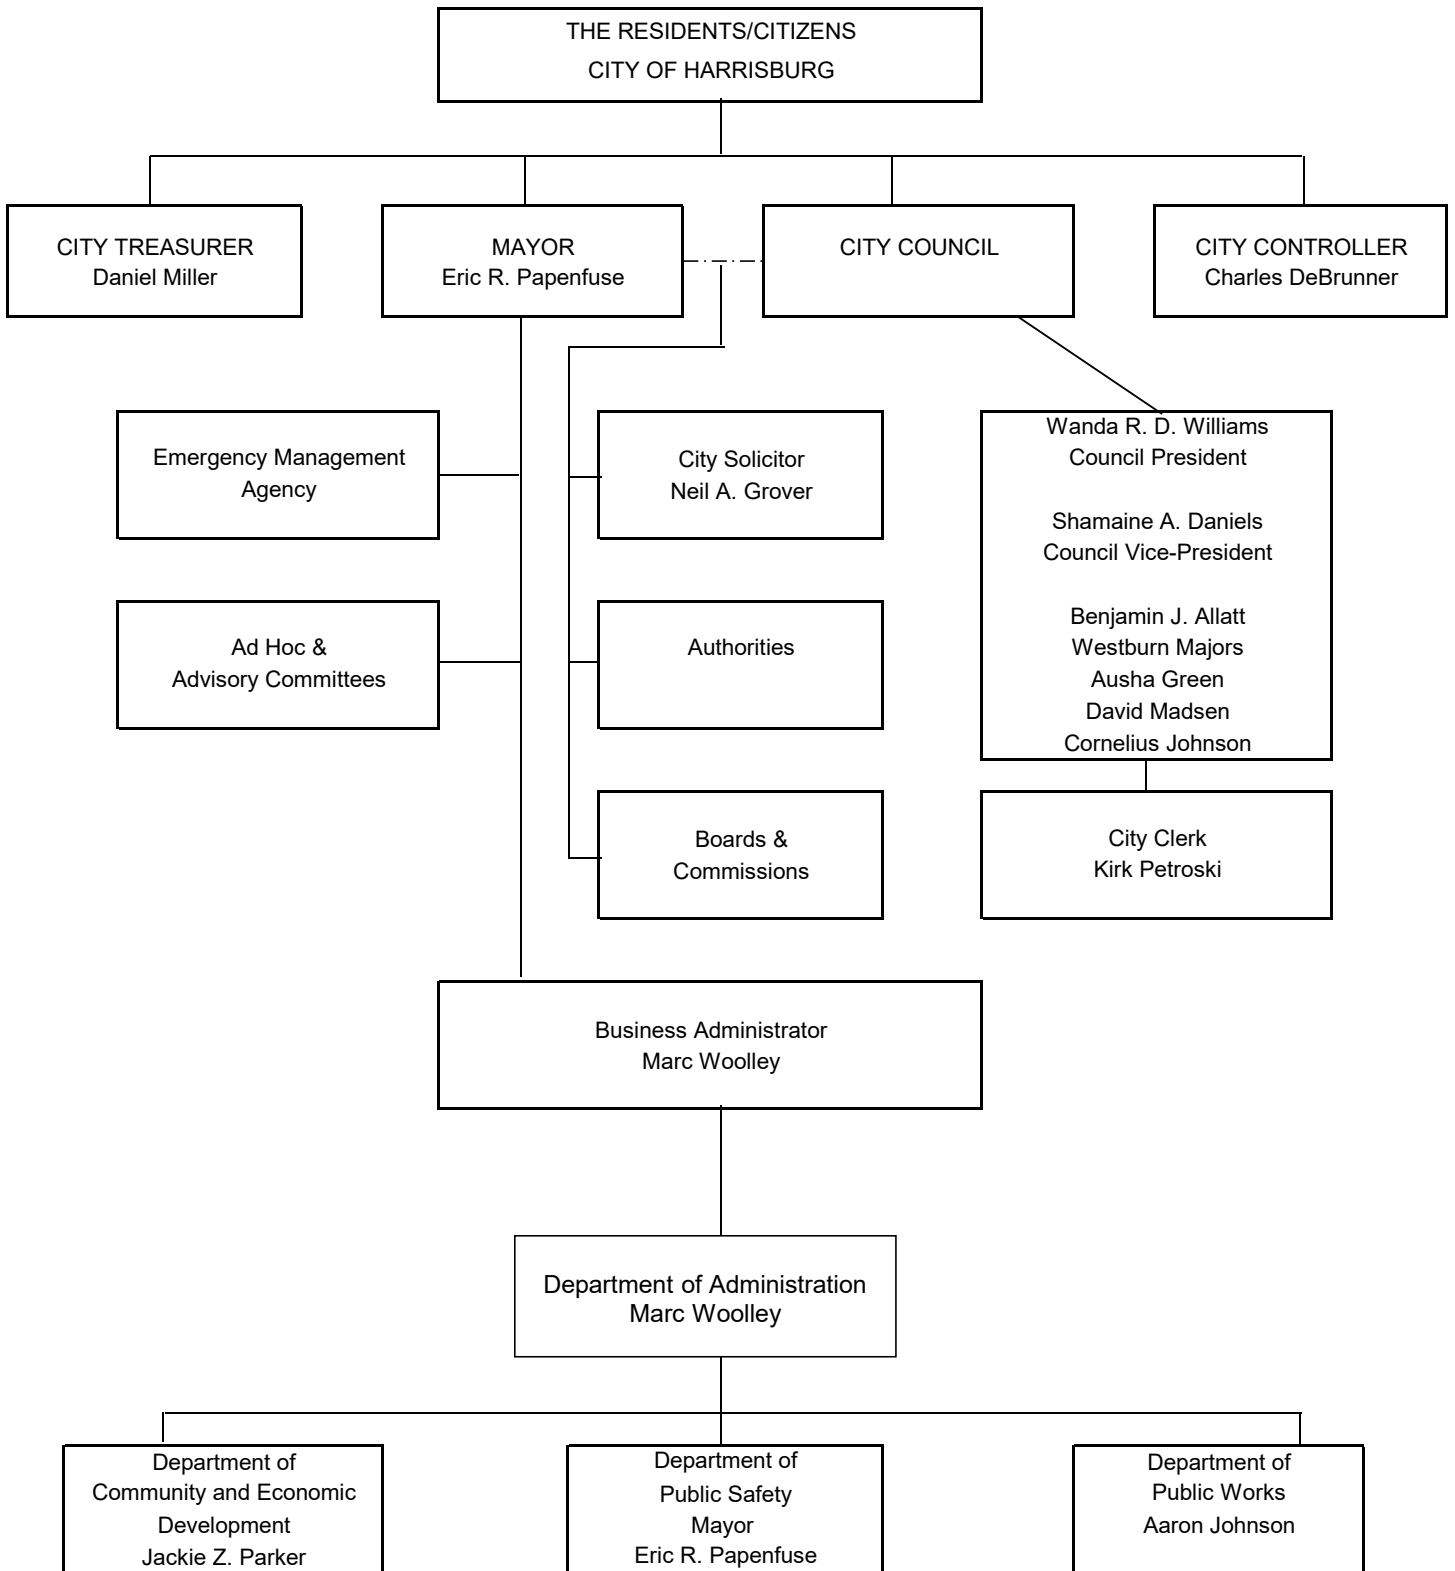 THE RESIDENTS/CITIZENS
CITY OF HARRISBURG
CITY TREASURER
Daniel Miller
MAYOR
Eric R. Papenfuse
CITY COUNCIL
CITY CONTROLLER
Charles DeBrunner
Emergency Management
Agency
City Solicitor
Neil A. Grover
Wanda R. D. Williams
Council President
Shamaine A. Daniels
Council Vice-President
Benjamin J. Allatt
Westburn Majors
Ausha Green
David Madsen
Cornelius Johnson
Ad Hoc &
Advisory Committees
Authorities
Boards &
Commissions
City Clerk
Kirk Petroski
Business Administrator
Marc Woolley
Department of Administration
Marc Woolley
Department of
Community and Economic
Development
Jackie Z. Parker
Department of
Public Safety
Mayor
Eric R. Papenfuse
Department of
Public Works
Aaron Johnson